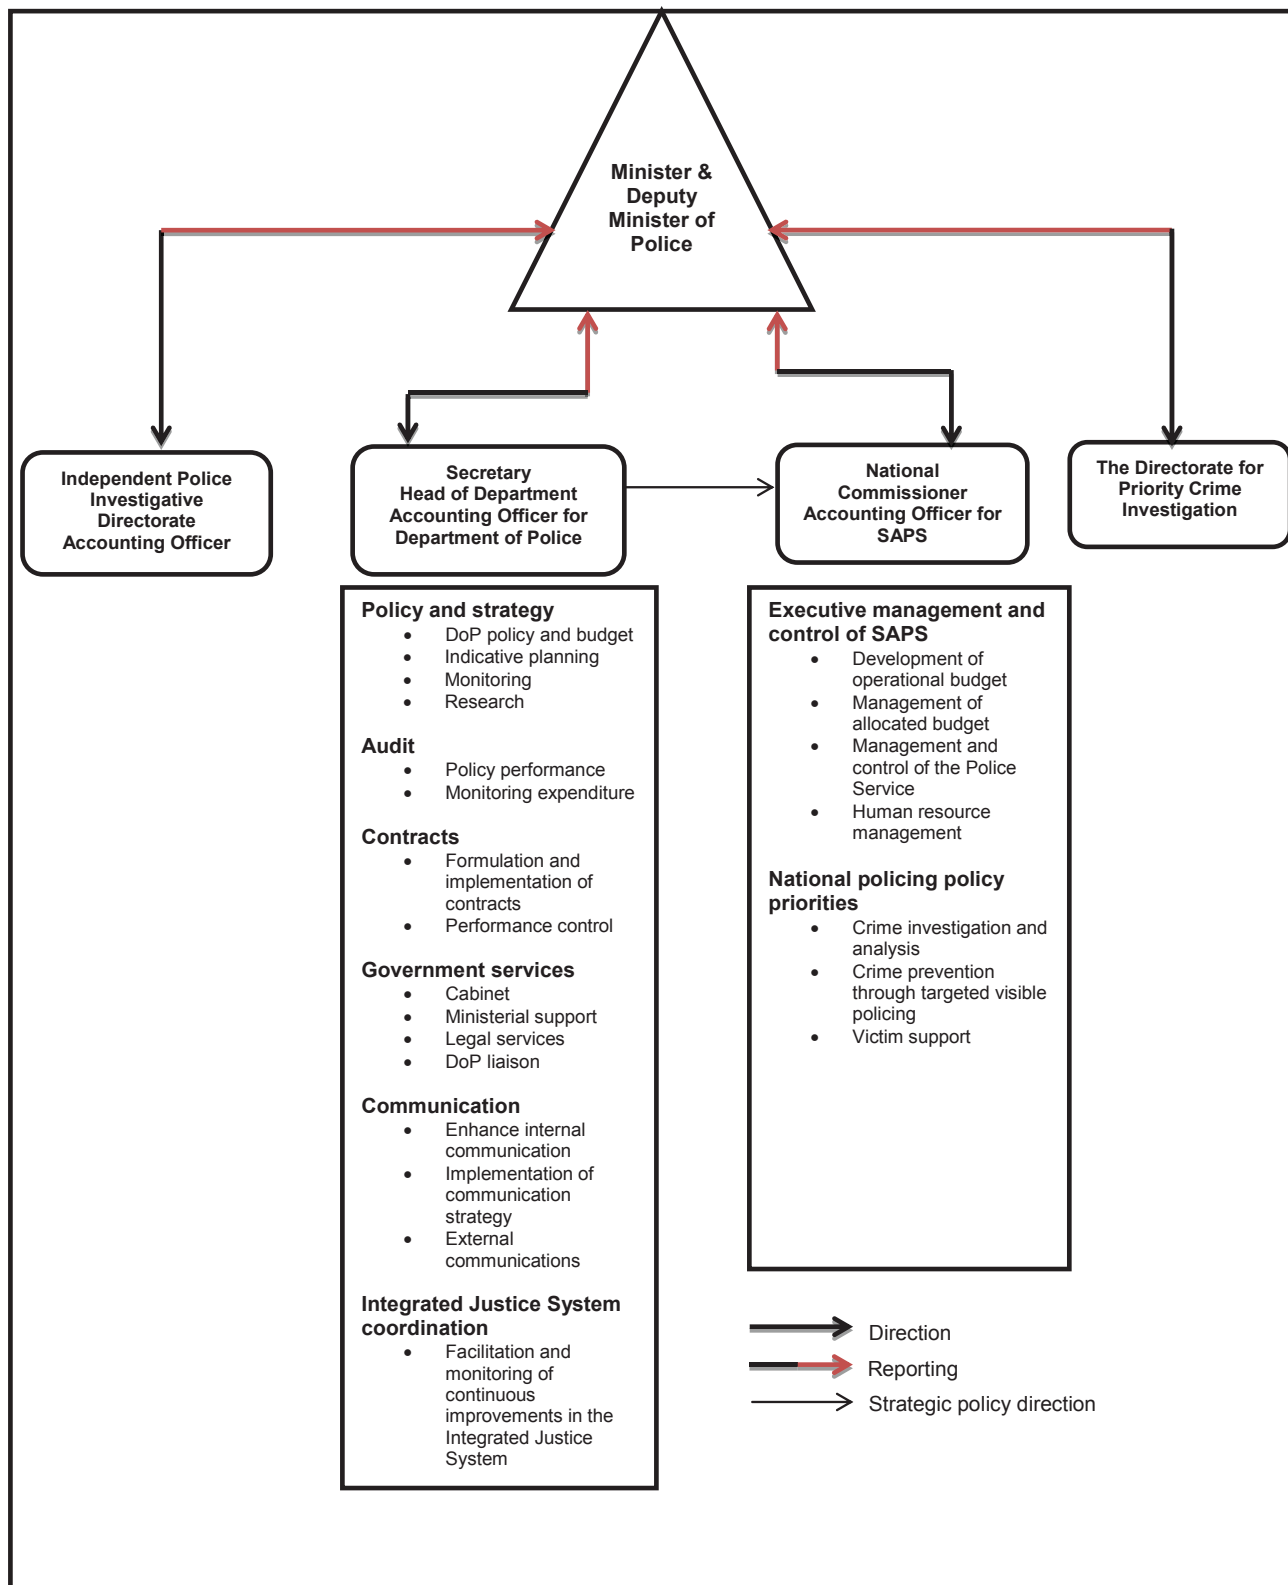 Minister &
Deputy
Minister of
Police
Independent Police
Investigative
Directorate
Accounting Officer
Secretary
Head of Department
Accounting Officer for
Department of Police
National
Commissioner
Accounting Officer for
SAPS
The Directorate for
Priority Crime
Investigation
Policy and strategy
• DoP policy and budget
• Indicative planning
• Monitoring
• Research
Audit
• Policy performance
• Monitoring expenditure
Contracts
• Formulation and
implementation of
contracts
• Performance control
Government services
• Cabinet
• Ministerial support
• Legal services
• DoP liaison
Communication
• Enhance internal
communication
• Implementation of
communication
strategy
• External
communications
Integrated Justice System
coordination
• Facilitation and
monitoring of
continuous
improvements in the
Integrated Justice
System
Executive management and
control of SAPS
• Development of
operational budget
• Management of
allocated budget
• Management and
control of the Police
Service
• Human resource
management
National policing policy
priorities
• Crime investigation and
analysis
• Crime prevention
through targeted visible
policing
• Victim support
Direction
Reporting
Strategic policy direction